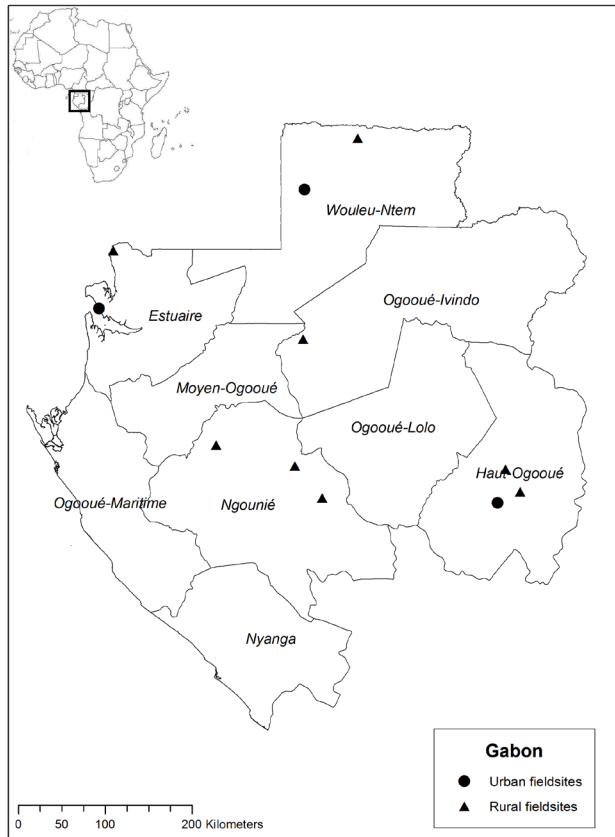 Wouleu-Ntem
Ogooué-Ivindo
Estuaire
Moyen-Ogooué
Ogooué-Lolo
Haut-Ogooué
Ogooué-Maritime
Ngounié
Nyanga
Gabon
Urban fieldsites
Rural fieldsites
0 50 100 200 Kilometers